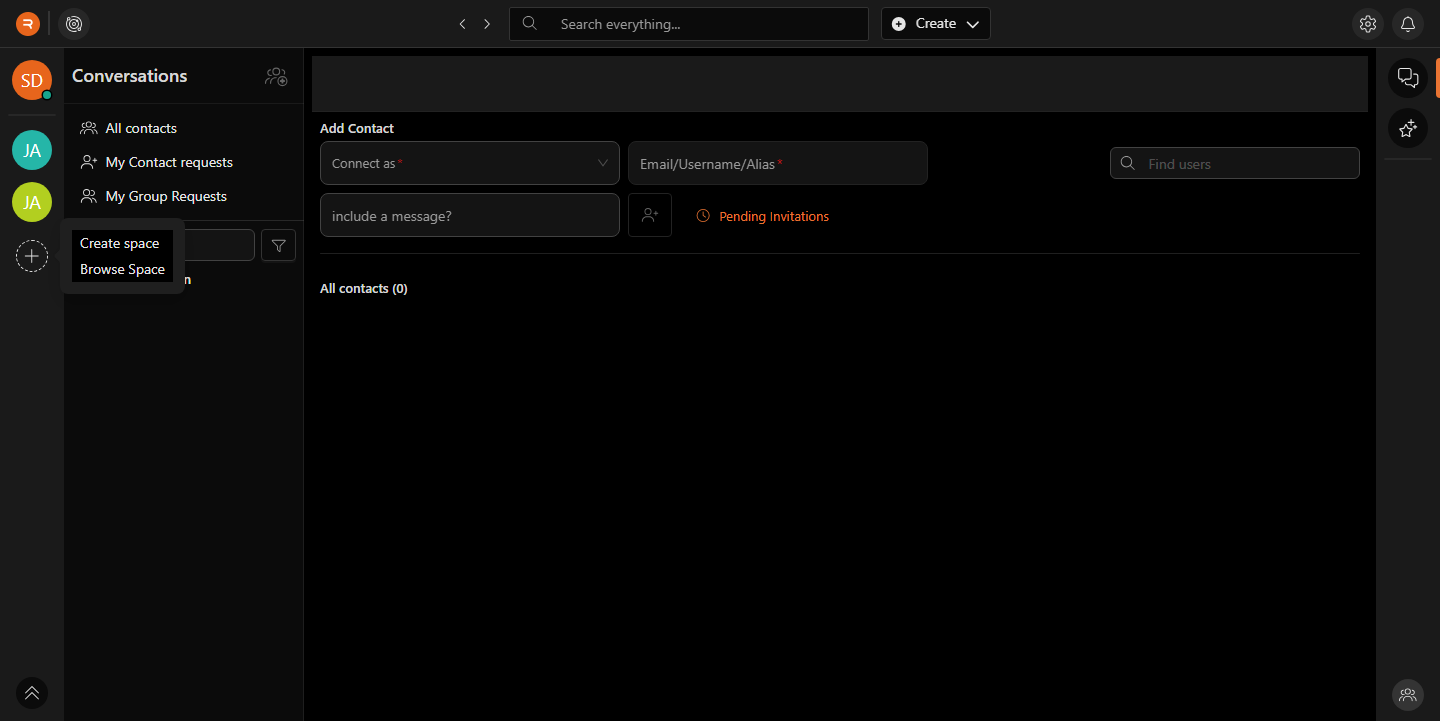 Search everything...
Create
SD
Conversations
JA
JA
All contacts
My Contact requests
My Group Requests
Create space
Browse Space
n
Add Contact
Connect as*
Email/Username/Alias*
Find users
include a message?
Pending Invitations
All contacts (0)